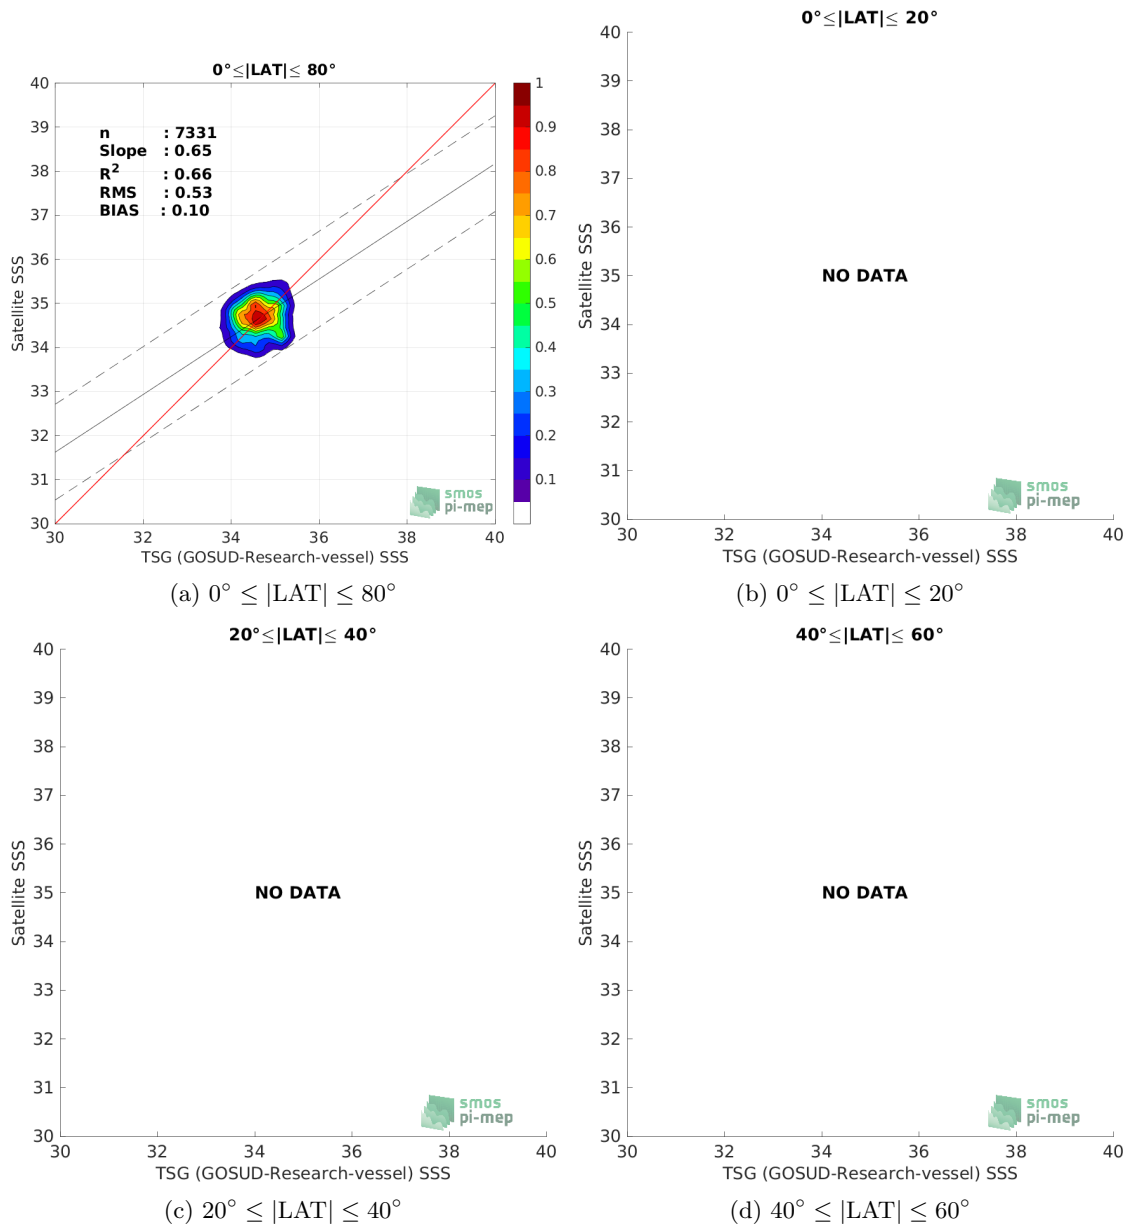 0°≤|LAT|≤ 80°
n : 7331
Slope : 0.65
R² : 0.66
RMS : 0.53
BIAS : 0.10
40
39
38
37
36
35
34
33
32
31
30
Satellite SSS
30 32 34 36 38 40
TSG (GOSUD-Research-vessel) SSS
1
0.9
0.8
0.7
0.6
0.5
0.4
0.3
0.2
0.1
smos
pi-mep
(a) 0° ≤ |LAT| ≤ 80°
0°≤|LAT|≤ 20°
40
39
38
37
36
35
34
33
32
31
30
Satellite SSS
NO DATA
smos
pi-mep
30 32 34 36 38 40
TSG (GOSUD-Research-vessel) SSS
(b) 0° ≤ |LAT| ≤ 20°
20°≤|LAT|≤ 40°
40
39
38
37
36
35
34
33
32
31
30
Satellite SSS
NO DATA
smos
pi-mep
30 32 34 36 38 40
TSG (GOSUD-Research-vessel) SSS
(c) 20° ≤ |LAT| ≤ 40°
40°≤|LAT|≤ 60°
40
39
38
37
36
35
34
33
32
31
30
Satellite SSS
NO DATA
smos
pi-mep
30 32 34 36 38 40
TSG (GOSUD-Research-vessel) SSS
(d) 40° ≤ |LAT| ≤ 60°